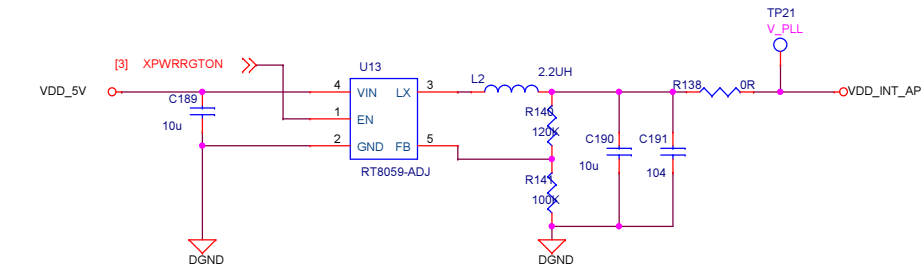 TP21
V_PLL
[3] XPWRRGTON
U13
L2
2.2UH
VDD_5V
C189
10u
4
VIN
LX
3
1
EN
2
GND
FB
5
RT8059-ADJ
R138
0R
VDD_INT_AP
R140
120K
C190
10u
C191
104
R141
100K
DGND
DGND